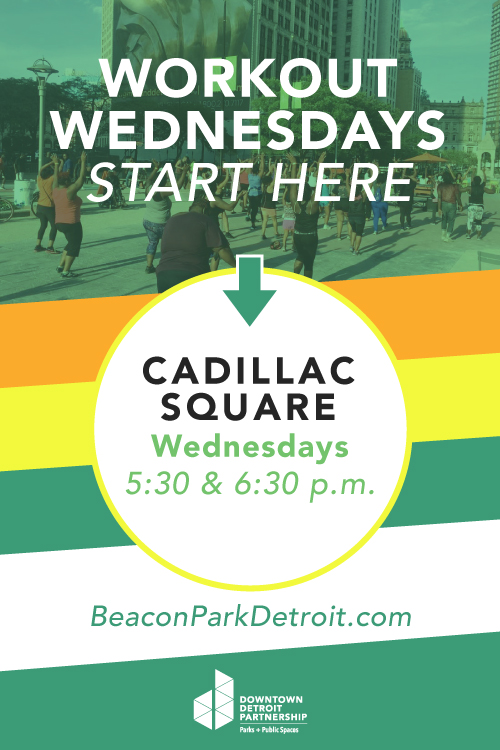 WORKOUT
WEDNESDAYS
START HERE
CADILLAC
SQUARE
Wednesdays
5:30 & 6:30 p.m.
BeaconParkDetroit.com
DOWNTOWN
DETROIT
PARTNERSHIP
Parks + Public Spaces